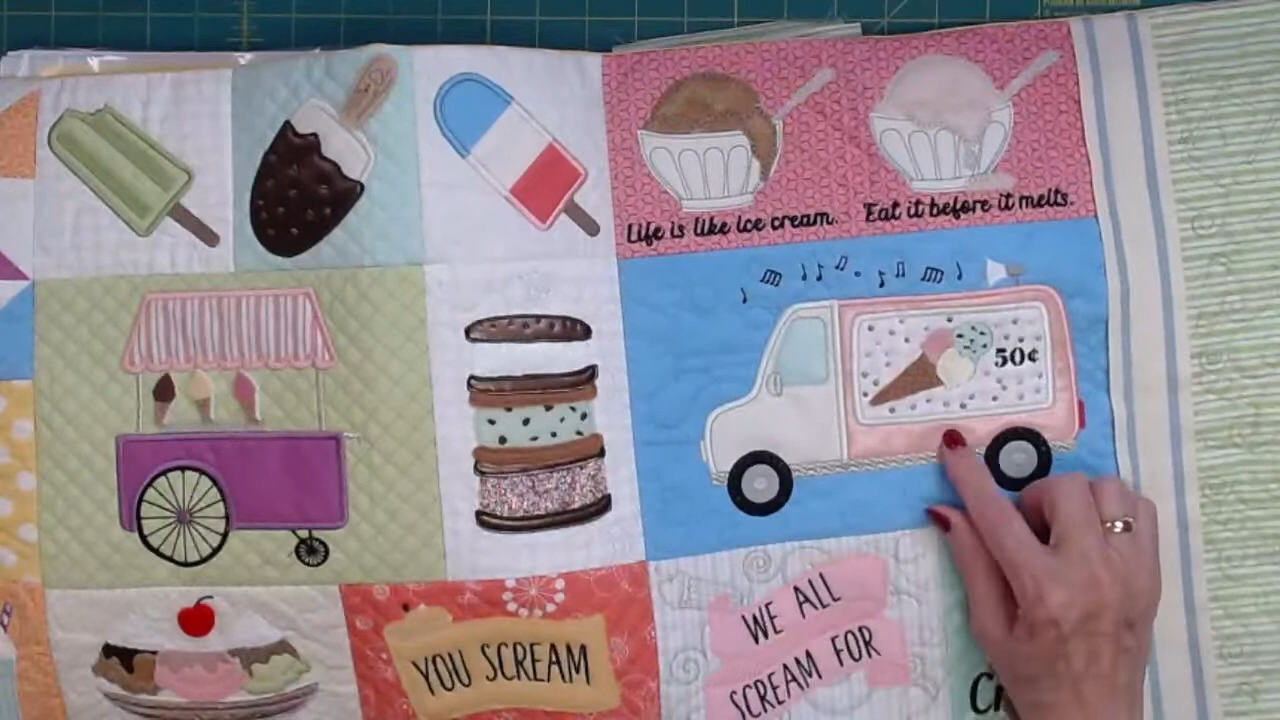 Life is like ice cream.
Eat it before it melts.
50¢
YOU SCREAM
WE ALL
SCREAM FOR